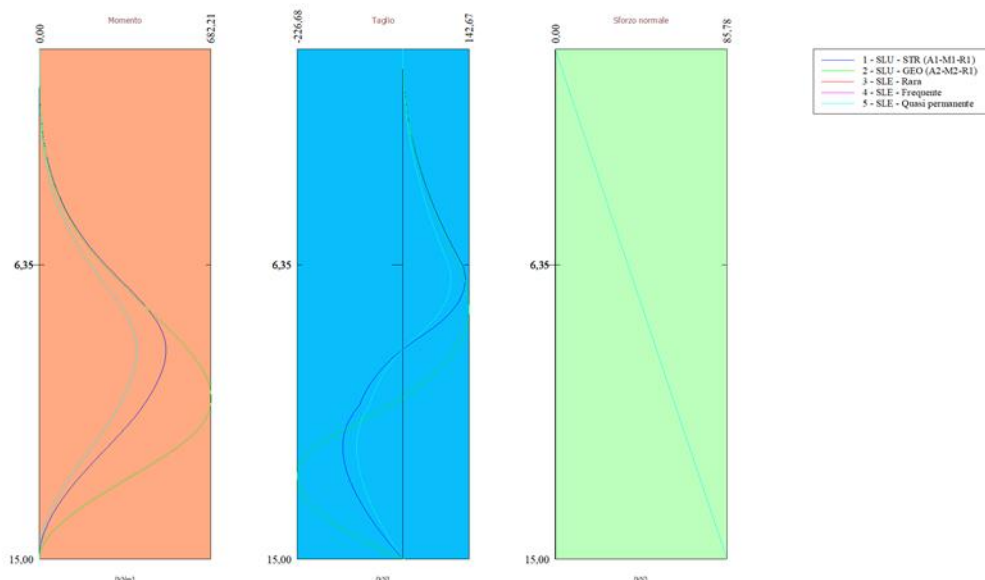 Momento
Taglio
Sforzo normale
0,00
682,21
-226,68
142,67
0,00
85,78
1 - SLU - STR (A1-M1-R1)
2 - SLU - GEO (A2-M2-R1)
3 - SLE - Rara
4 - SLE - Frequente
5 - SLE - Quasi permanente
6,35
6,35
6,35
15,00
15,00
15,00